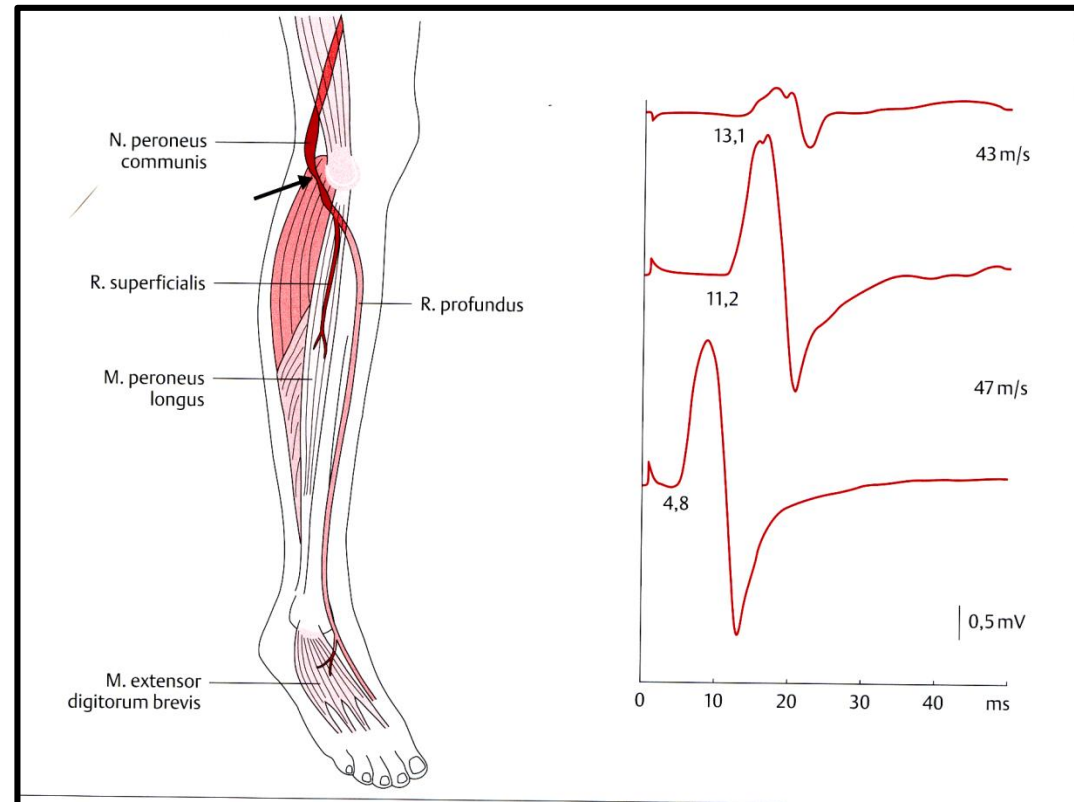 N. peroneus
communis
R. superficialis
R. profundus
M. peroneus
longus
M. extensor
digitorum brevis
13,1
43 m/s
11,2
47 m/s
4,8
0,5 mV
0 10 20 30 40 ms